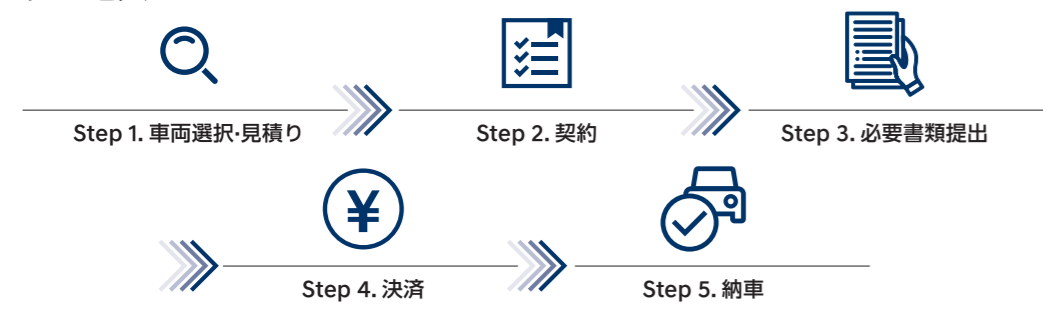 Step 1. 車両選択·見積り
Step 2. 契約
Step 3. 必要書類提出
¥
Step 4. 決済
Step 5. 納車